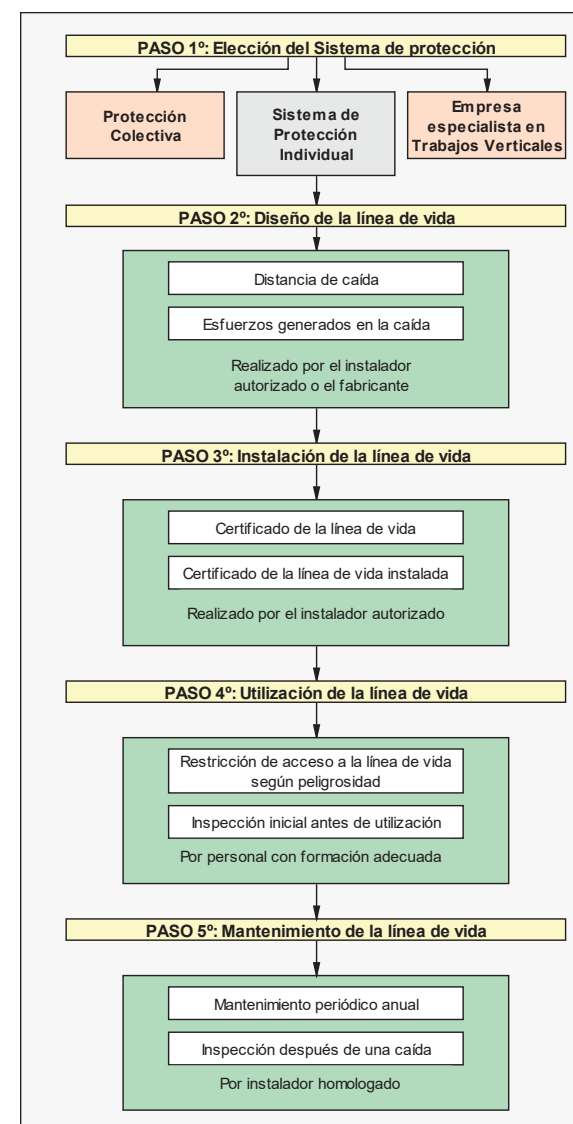 PASO 1º: Elección del Sistema de protección
Protección
Colectiva
Sistema de
Protección
Individual
Empresa
especialista en
Trabajos Verticales
PASO 2º: Diseño de la línea de vida
Distancia de caída
Esfuerzos generados en la caída
Realizado por el instalador
autorizado o el fabricante
PASO 3º: Instalación de la línea de vida
Certificado de la línea de vida
Certificado de la línea de vida instalada
Realizado por el instalador autorizado
PASO 4º: Utilización de la línea de vida
Restricción de acceso a la línea de vida
según peligrosidad
Inspección inicial antes de utilización
Por personal con formación adecuada
PASO 5º: Mantenimiento de la línea de vida
Mantenimiento periódico anual
Inspección después de una caída
Por instalador homologado